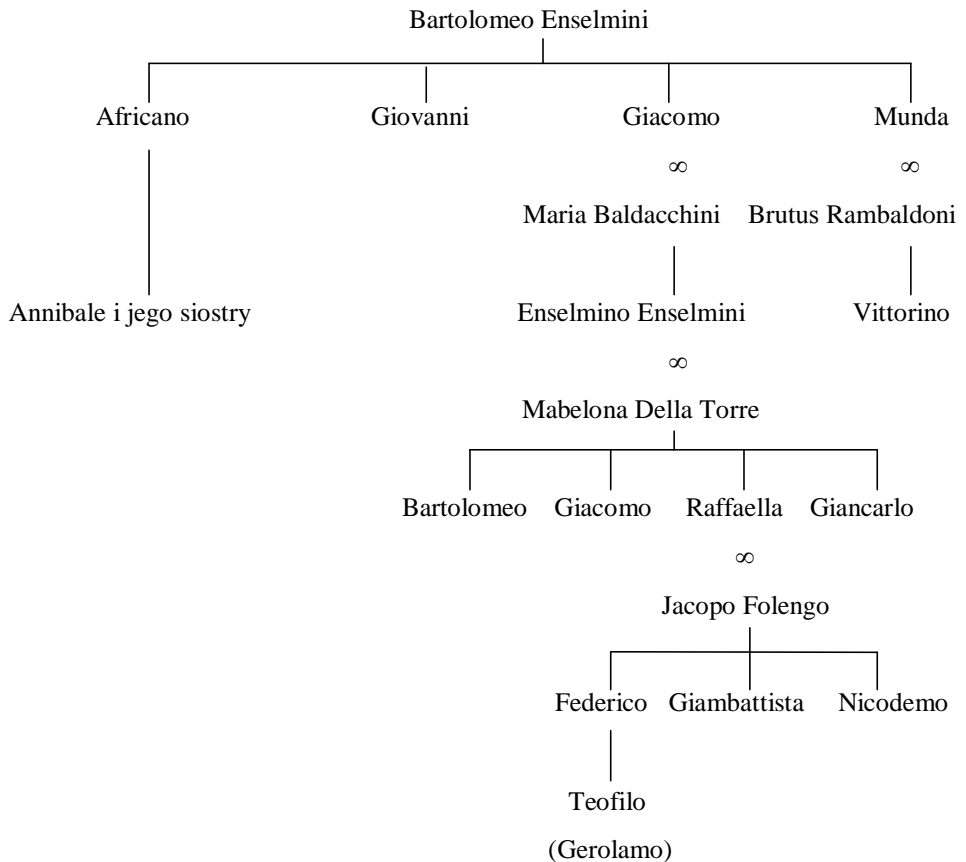 Bartolomeo Enselmini
Africano Giovanni Giacomo Munda
∞ ∞
Maria Baldacchini Brutus Rambaldoni
Annibale i jego siostry Enselmino Enselmini Vittorino
∞
Mabelona Della Torre
Bartolomeo Giacomo Raffaella Giancarlo
∞
Jacopo Folengo
Federico Giambattista Nicodemo
Teofilo
(Gerolamo)